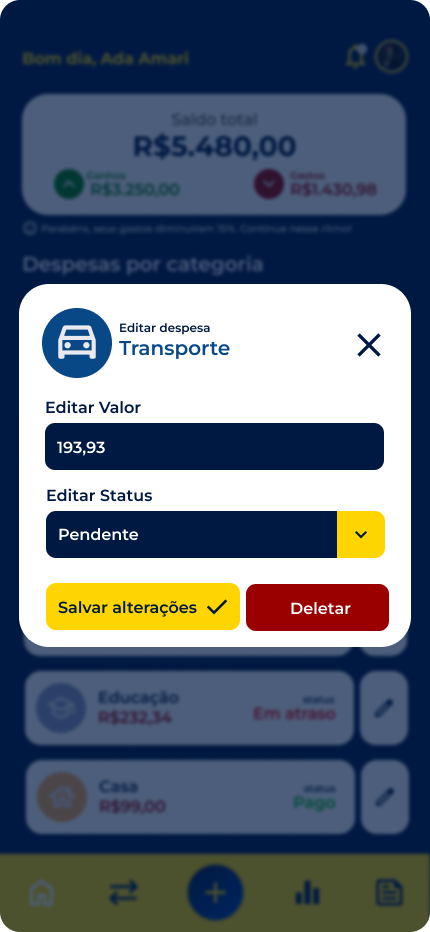 Bom dia, Ada Amari
Saldo total
R$5.480,00
Ganhos
R$3.250,00
Gastos
R$1.430,98
Parabéns, seus gastos diminuíram 15%. Continue nesse ritmo!
Despesas por categoria
Editar despesa
Transporte
Editar Valor
193,93
Editar Status
Pendente
Salvar alterações
Deletar
Educação
R$232,34
status
Em atraso
Casa
R$99,00
status
Pago